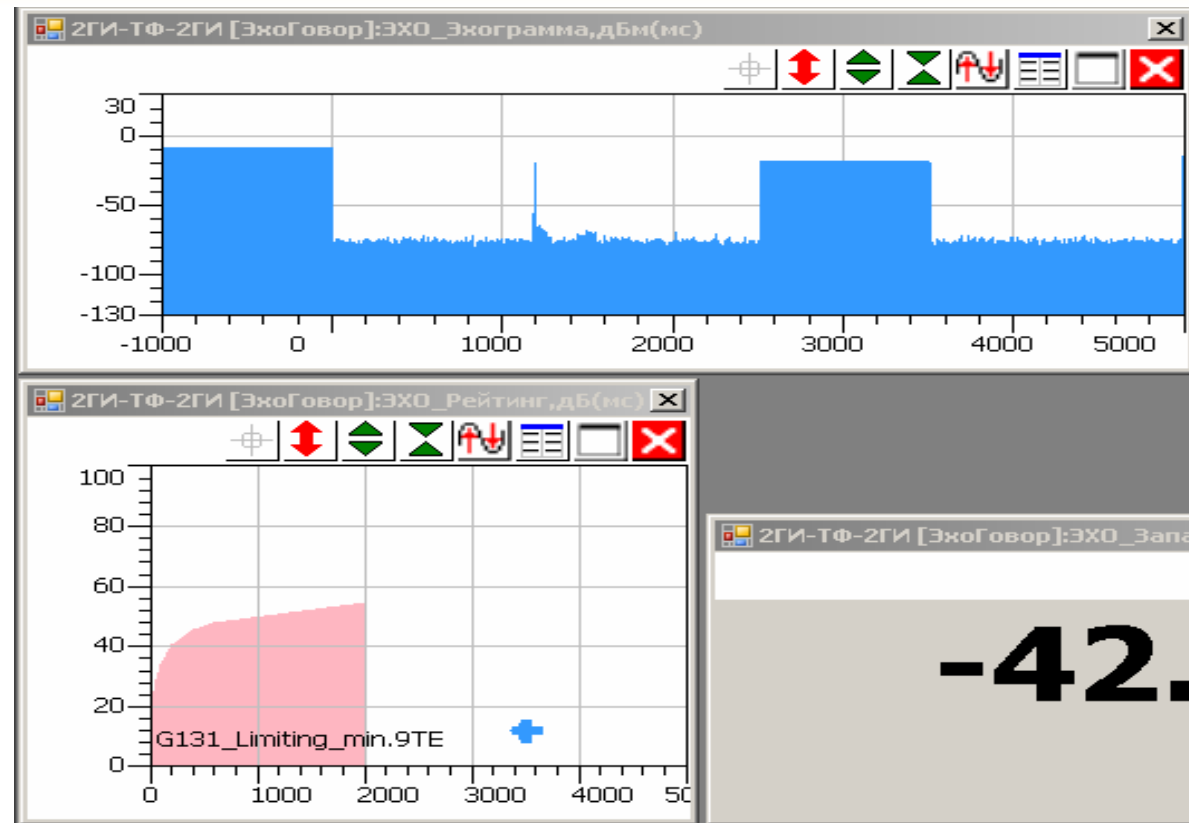 2ГИ-ТФ-2ГИ [ЭхоГовор]:ЭХО_Эхограмма,дБм(мс)
30
0
-50
-100
-130
-1000 0 1000 2000 3000 4000 5000
2ГИ-ТФ-2ГИ [ЭхоГовор]:ЭХО_Рейтинг,дБ(мс)
100
80
60
40
20
G131_Limiting_min.9TE
0
0 1000 2000 3000 4000 50
2ГИ-ТФ-2ГИ [ЭхоГовор]:ЭХО_Запа
-42.